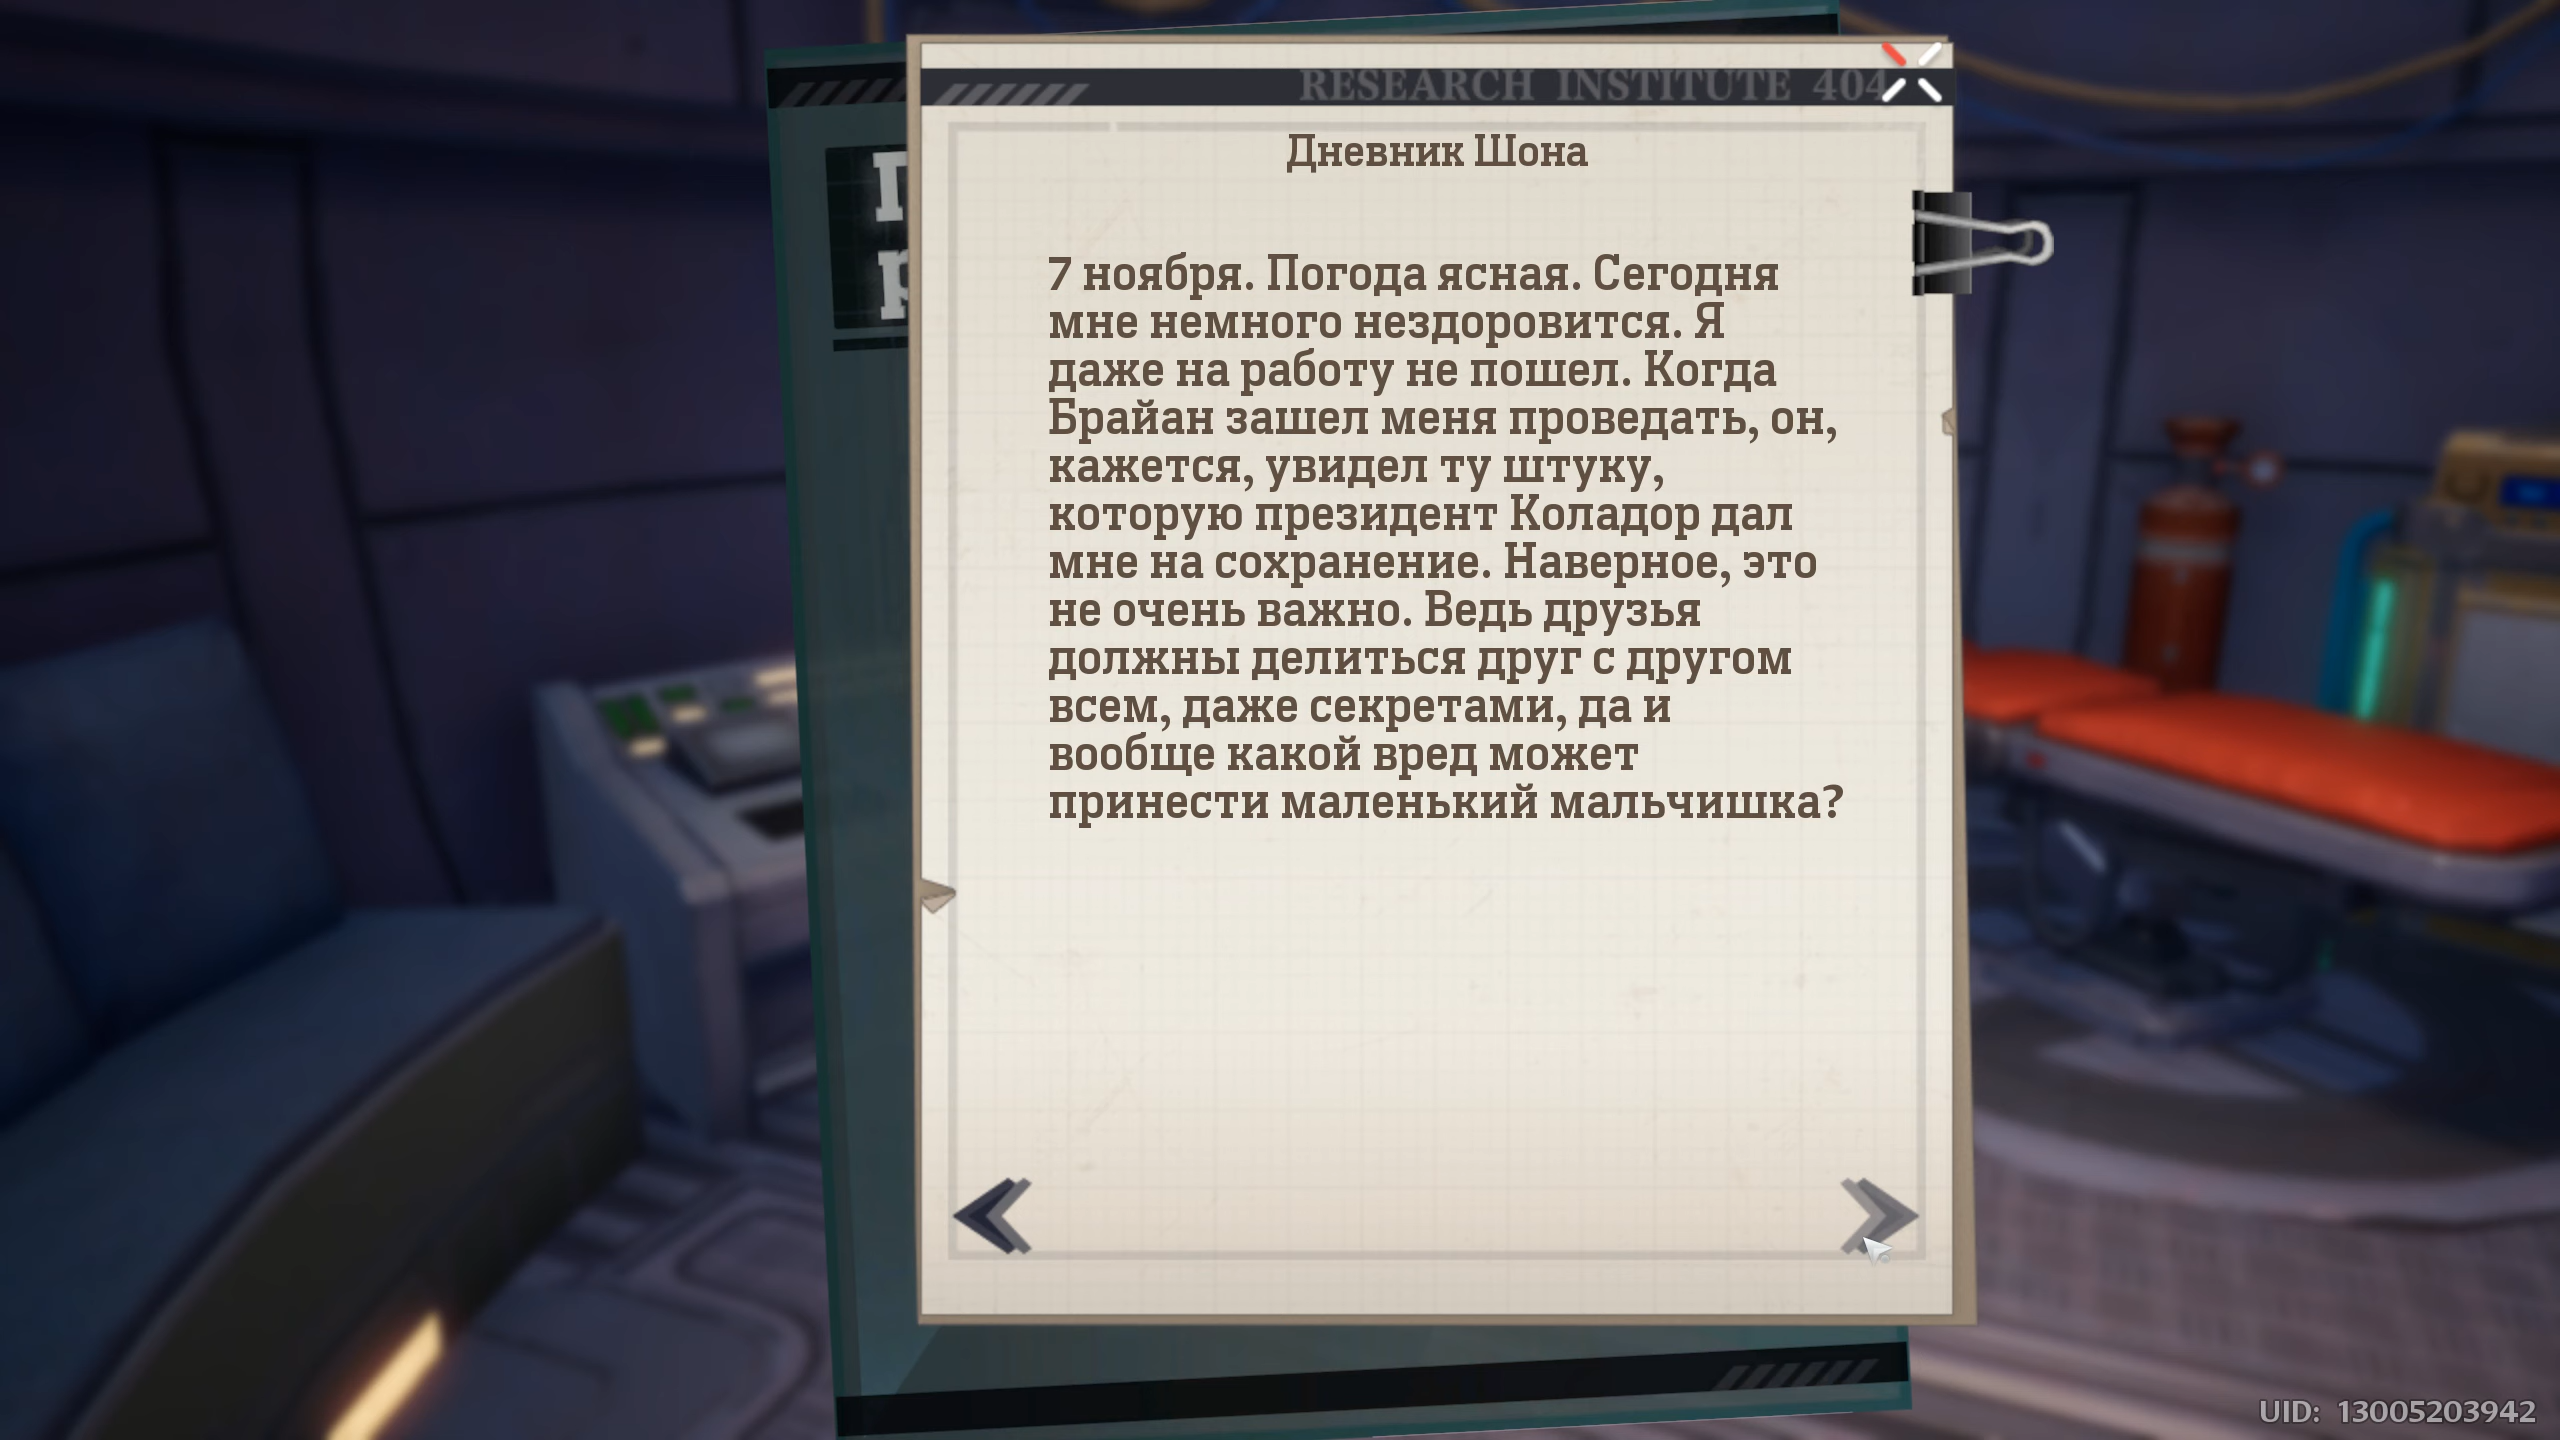 RESEARCH INSTITUTE 404
Дневник Шона
7 ноября. Погода ясная. Сегодня
мне немного нездоровится. Я
даже на работу не пошел. Когда
Брайан зашел меня проведать, он,
кажется, увидел ту штуку,
которую президент Коладор дал
мне на сохранение. Наверное, это
не очень важно. Ведь друзья
должны делиться друг с другом
всем, даже секретами, да и
вообще какой вред может
принести маленький мальчишка?
UID: 13005203942